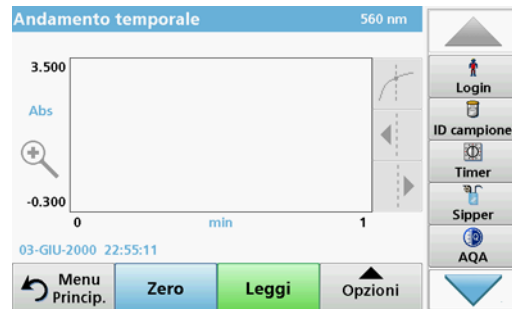 Andamento temporale 560 nm
3.500
Abs
-0.300
0 min 1
03-GIU-2000 22:55:11
Menu
Princip.
Zero
Leggi
Opzioni
Login
ID campione
Timer
Sipper
AQA